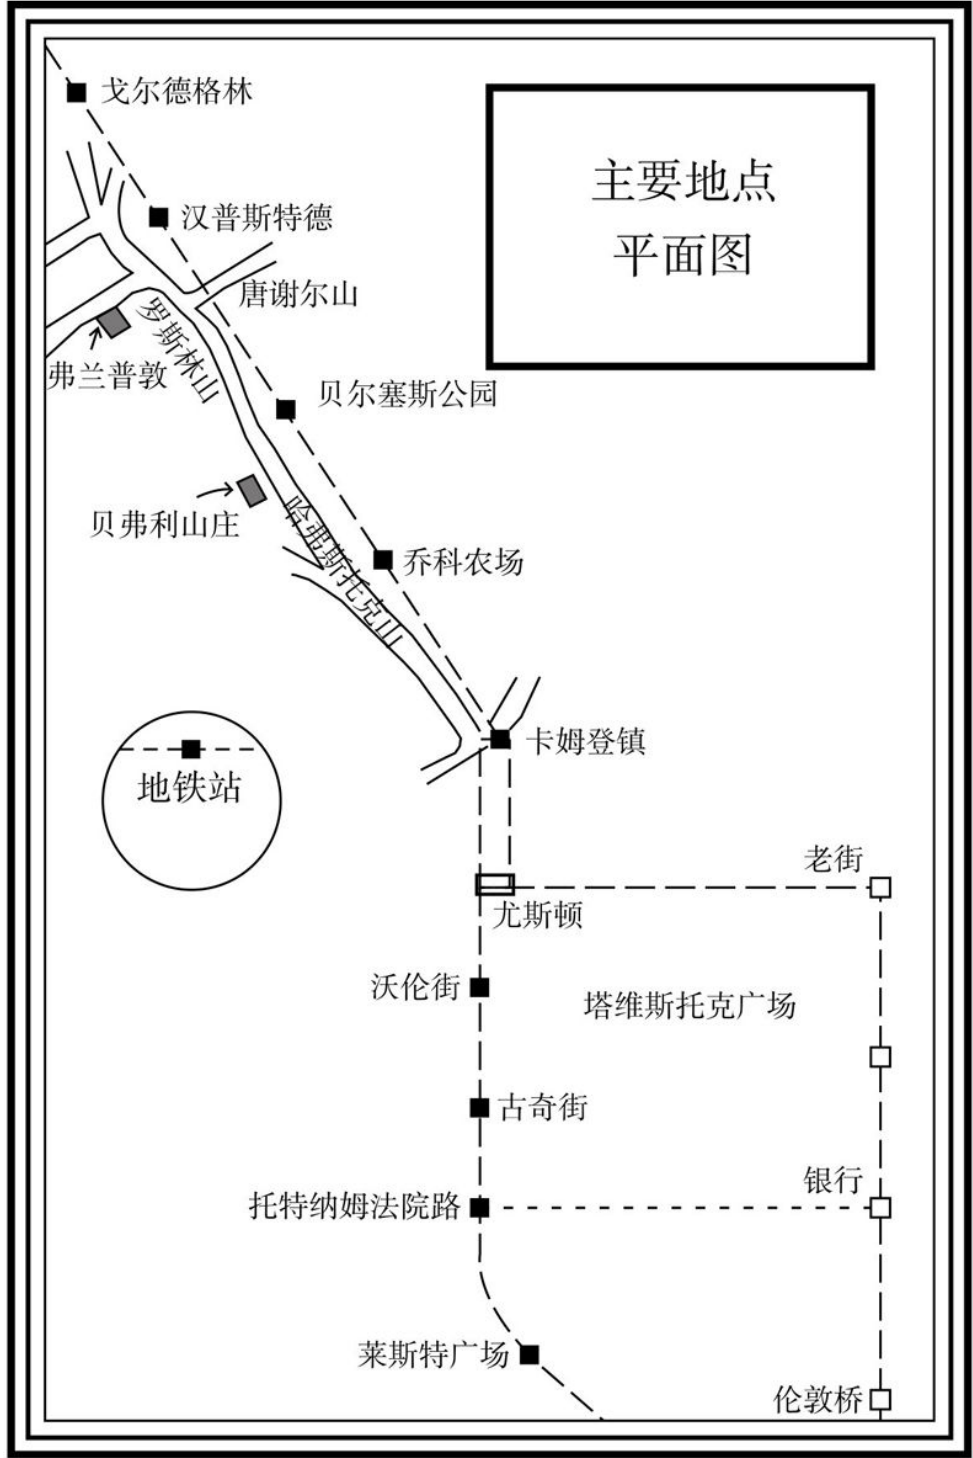 戈尔德格林
主要地点
平面图
汉普斯特德
唐谢尔山
罗斯林山
弗兰普敦
贝尔塞斯公园
贝弗利山庄
哈弗斯托克山
乔科农场
卡姆登镇
地铁站
老街
尤斯顿
沃伦街
塔维斯托克广场
古奇街
银行
托特纳姆法院路
莱斯特广场
伦敦桥